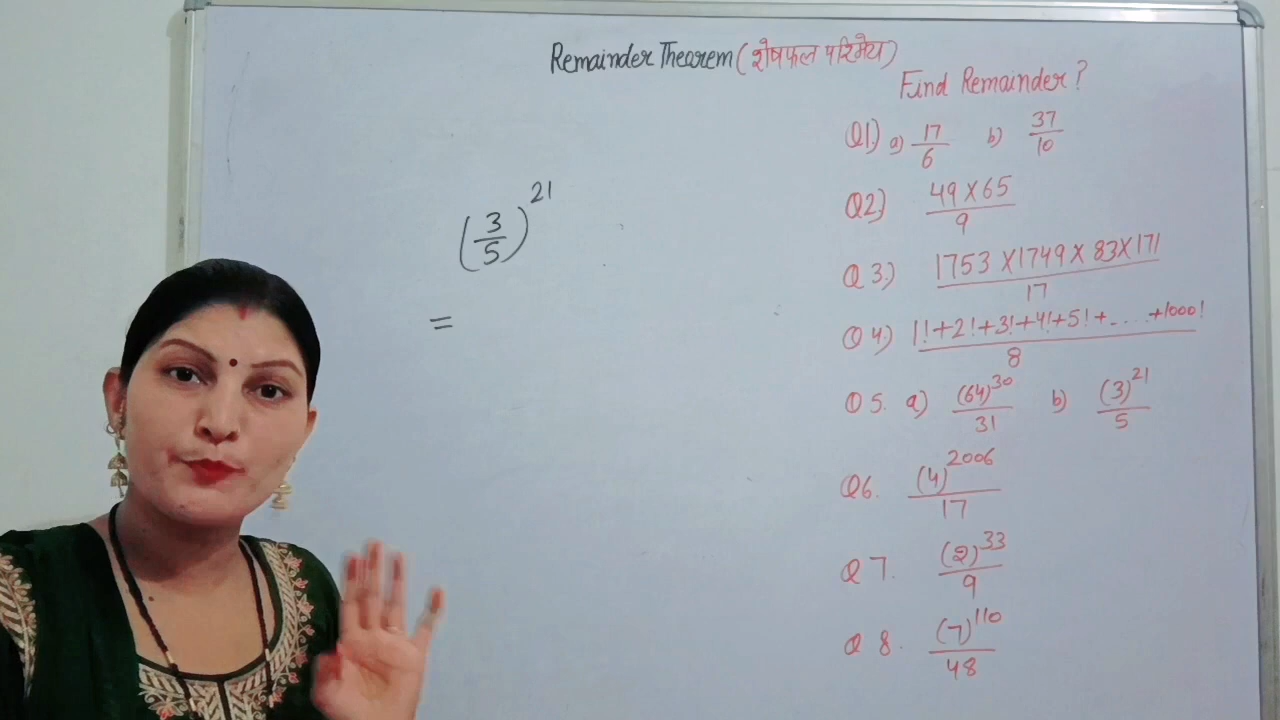 Remainder Thearem (शेषफल परिमेय)
Find Remainder?
(3/5)^21
=
Q1) a) 17/6 b) 37/10
Q2) 49 X 65/9
Q 3.) 1753 X 1749 X 83 X 171/17
Q 4) 1! + 2! + 3! + 4! + 5! + .... + 1000!/8
Q 5. a) (64)^30/31 b) (3)^21/5
Q6. (4)^2006/17
Q 7. (2)^33/9
Q 8. (7)^110/48